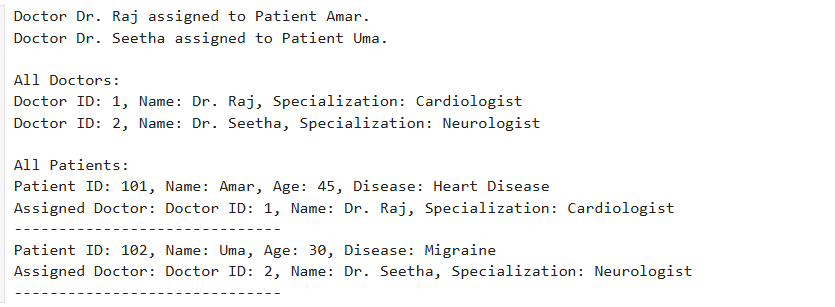 Doctor Dr. Raj assigned to Patient Amar.
Doctor Dr. Seetha assigned to Patient Uma.
All Doctors:
Doctor ID: 1, Name: Dr. Raj, Specialization: Cardiologist
Doctor ID: 2, Name: Dr. Seetha, Specialization: Neurologist
All Patients:
Patient ID: 101, Name: Amar, Age: 45, Disease: Heart Disease
Assigned Doctor: Doctor ID: 1, Name: Dr. Raj, Specialization: Cardiologist
------------------------------
Patient ID: 102, Name: Uma, Age: 30, Disease: Migraine
Assigned Doctor: Doctor ID: 2, Name: Dr. Seetha, Specialization: Neurologist
------------------------------